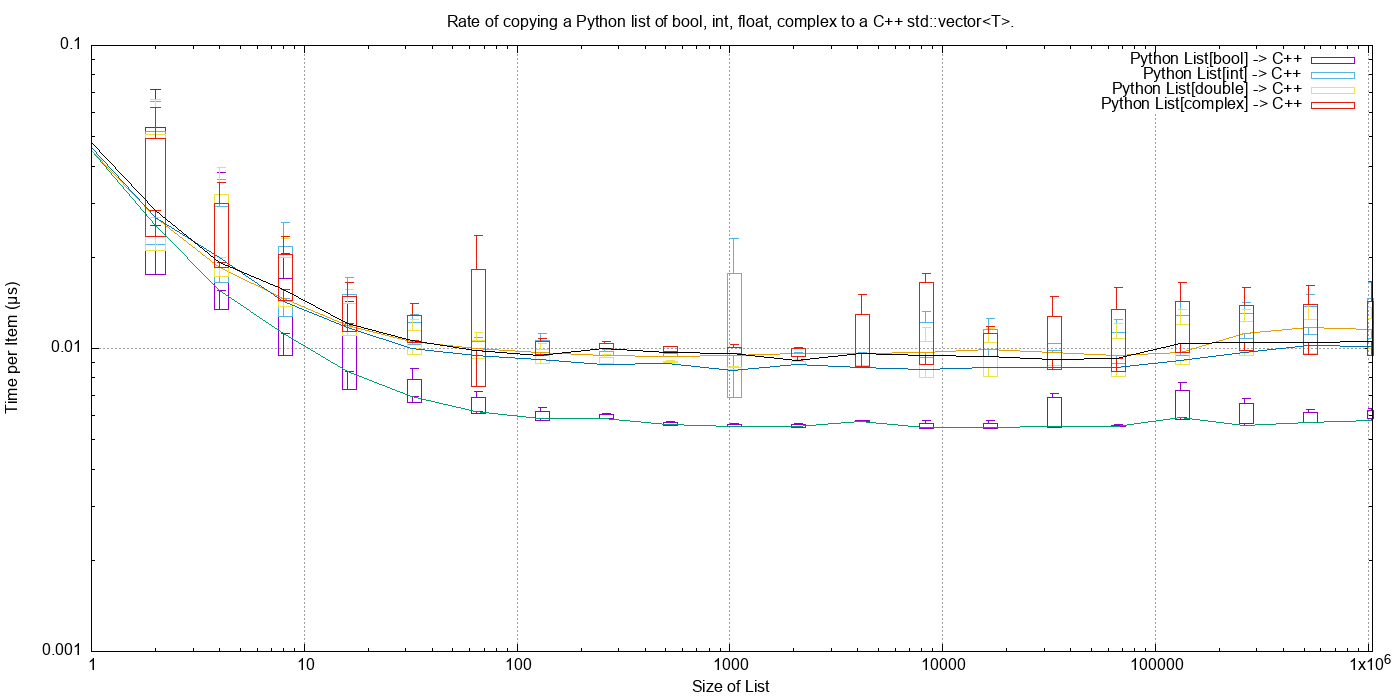 Rate of copying a Python list of bool, int, float, complex to a C++ std::vector<T>.
Python List[bool] -> C++
Python List[int] -> C++
Python List[double] -> C++
Python List[complex] -> C++
Time per Item (µs)
0.1
0.01
0.001
1 10 100 1000 10000 100000 1x10⁶
Size of List